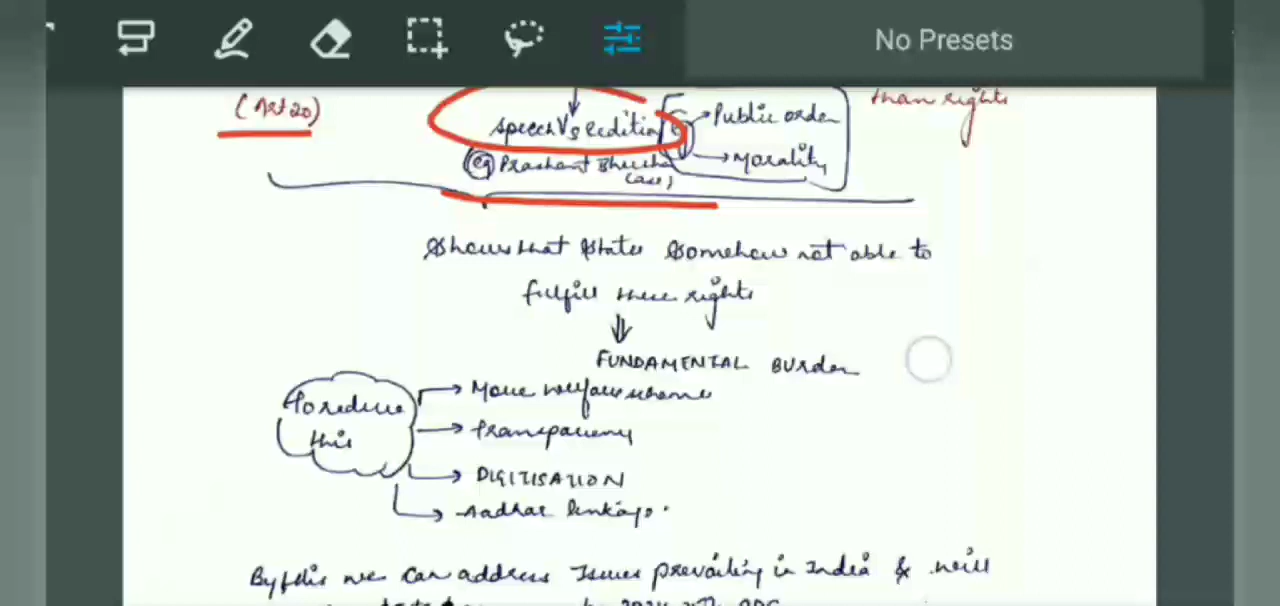 No Presets
(Art 20)
than rights
Speech Vs Sedition
Public order
eg Prashant Bhushan
Case)
Morality
Shows that States Somehow not able to
fulfill these rights
FUNDAMENTAL Burden
To reduce
this
More welfare scheme
Transparency
DIGITISATION
Aadhar linkage.
By this we can address Issues prevailing in India & will